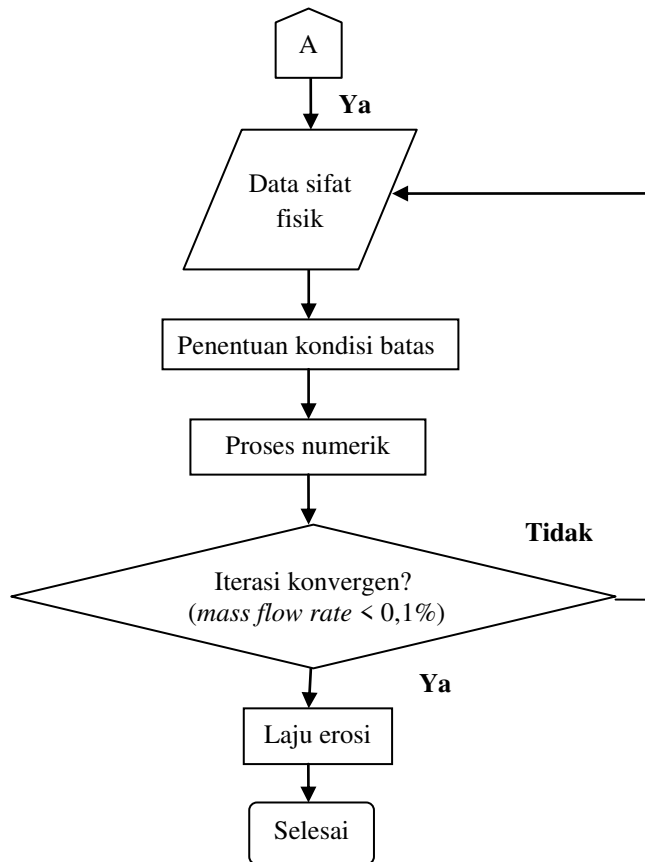 A
Ya
Data sifat
fisik
Penentuan kondisi batas
Proses numerik
Tidak
Iterasi konvergen?
(mass flow rate < 0,1%)
Ya
Laju erosi
Selesai